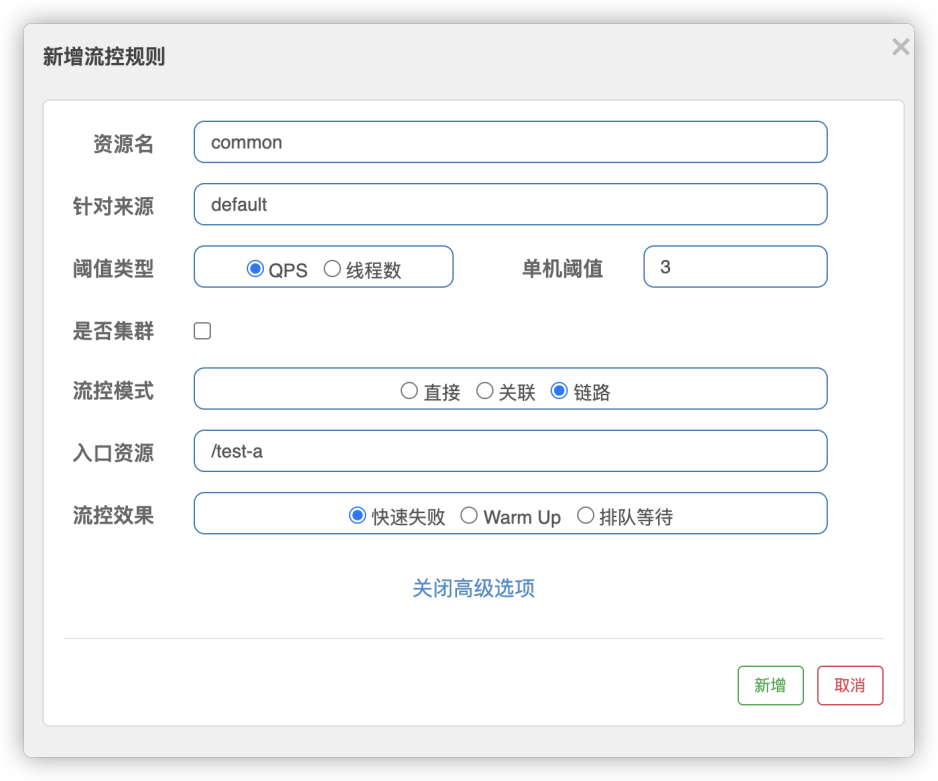 新增流控规则 ×
资源名 common
针对来源 default
阈值类型 QPS 线程数 单机阈值 3
是否集群
流控模式 直接 关联 链路
入口资源 /test-a
流控效果 快速失败 Warm Up 排队等待
关闭高级选项
新增 取消